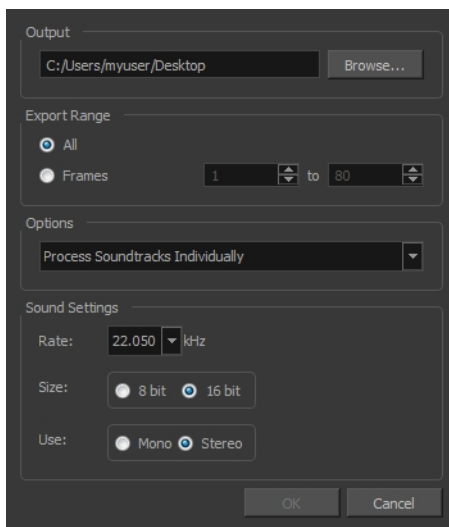 Output
C:/Users/myuser/Desktop Browse...
Export Range
All
Frames 1 to 80
Options
Process Soundtracks Individually
Sound Settings
Rate: 22.050 kHz
Size: 8 bit 16 bit
Use: Mono Stereo
OK Cancel